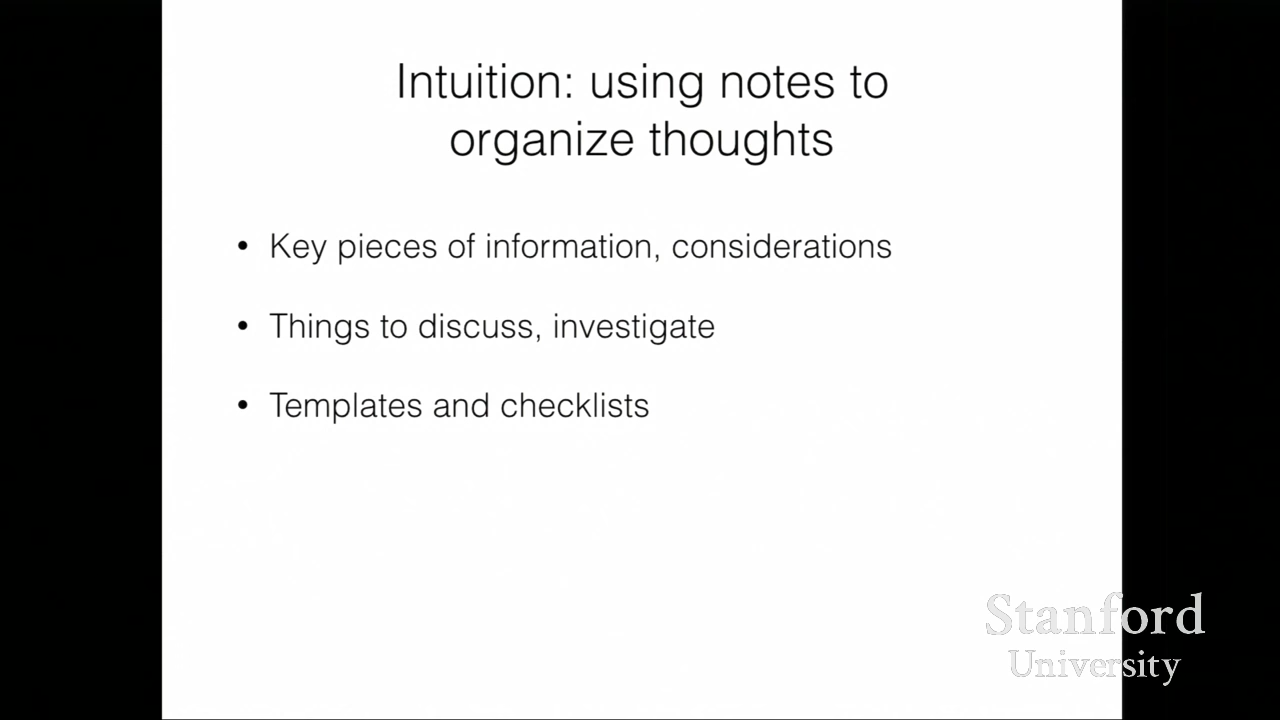 Intuition: using notes to
organize thoughts
• Key pieces of information, considerations
• Things to discuss, investigate
• Templates and checklists
Stanford
University